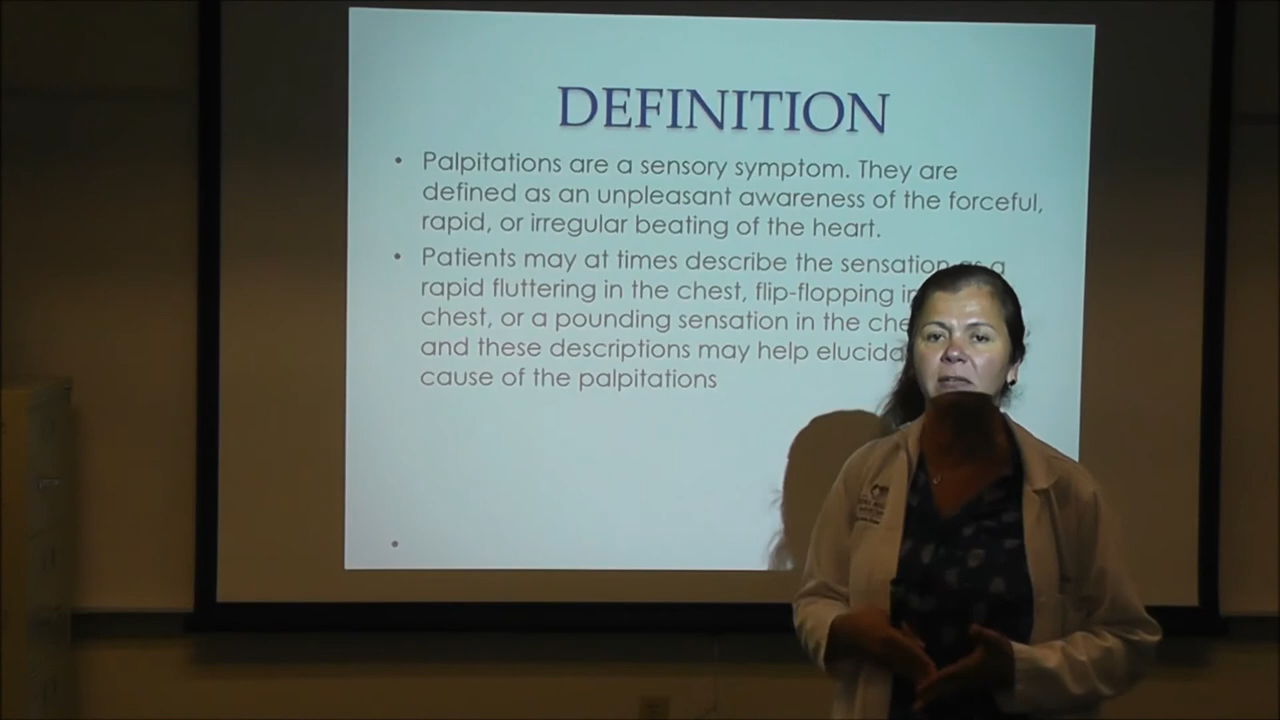 DEFINITION
• Palpitations are a sensory symptom. They are
defined as an unpleasant awareness of the forceful,
rapid, or irregular beating of the heart.
• Patients may at times describe the sensation as a
rapid fluttering in the chest, flip-flopping in
chest, or a pounding sensation in the
and these descriptions may help
cause of the palpitations
•